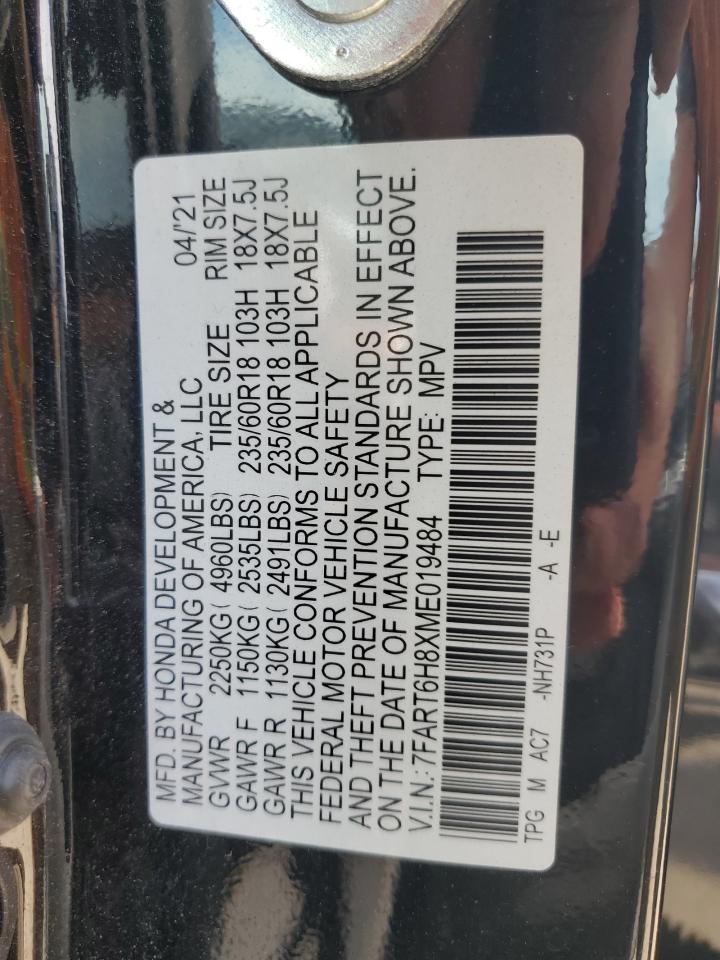 MFD. BY HONDA DEVELOPMENT & 04/'21
MANUFACTURING OF AMERICA, LLC
GVWR 2250KG( 4960LBS) TIRE SIZE RIM SIZE
GAWR F 1150KG( 2535LBS) 235/60R18 103H 18X7.5J
GAWR R 1130KG( 2491LBS) 235/60R18 103H 18X7.5J
THIS VEHICLE CONFORMS TO ALL APPLICABLE
FEDERAL MOTOR VEHICLE SAFETY
AND THEFT PREVENTION STANDARDS IN EFFECT
ON THE DATE OF MANUFACTURE SHOWN ABOVE.
V.I.N.: 7FART6H8XME019484 TYPE: MPV
TPG M AC7 -NH731P -A -E